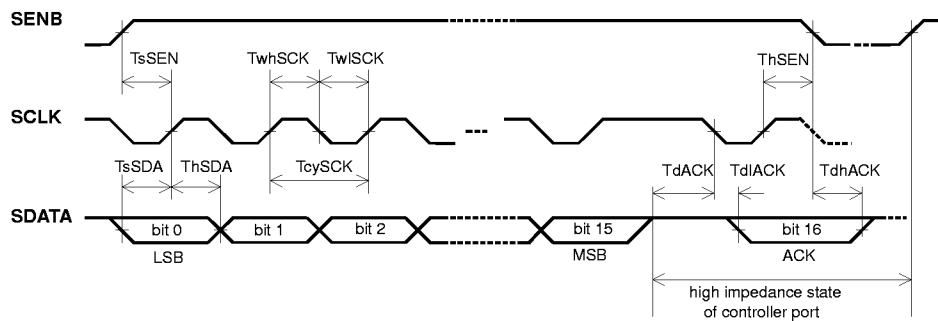 SENB
TsSEN
TwhSCK
TwlSCK
ThSEN
SCLK
TsSDA
ThSDA
TcySCK
TdACK
TdlACK
TdhACK
SDATA
bit 0
bit 1
bit 2
bit 15
bit 16
LSB
MSB
ACK
high impedance state
of controller port